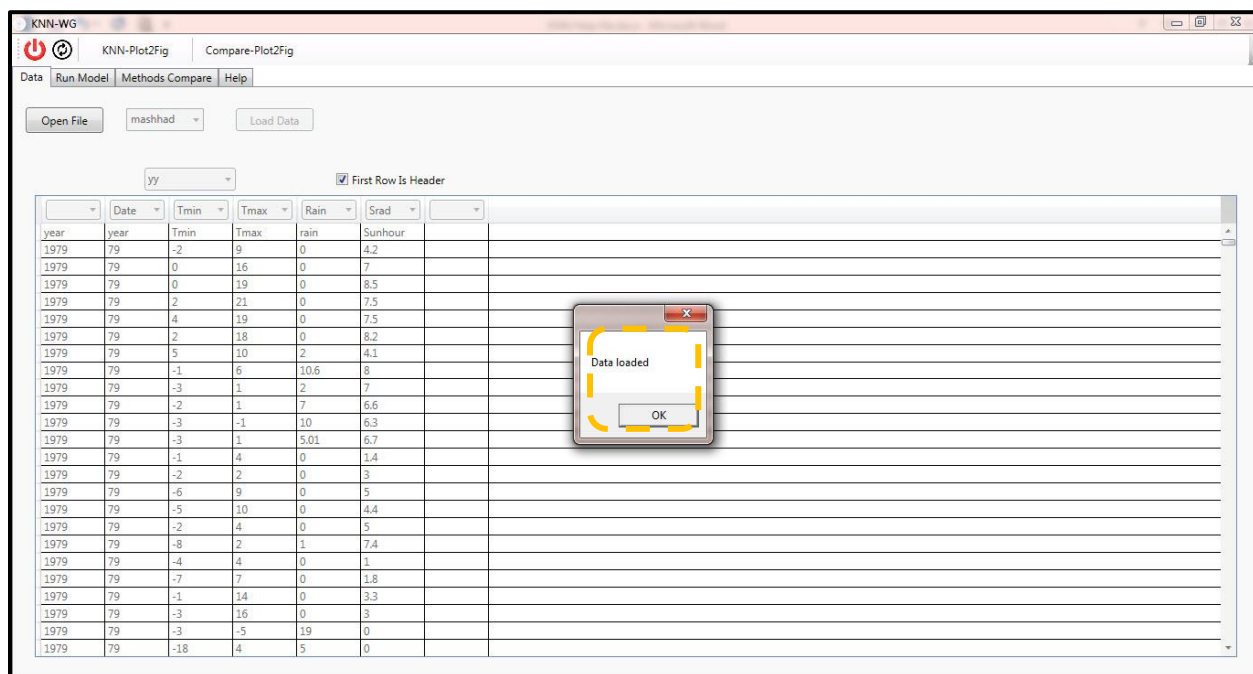 KNN-WG
KNN-Plot2Fig Compare-Plot2Fig
Data Run Model Methods Compare Help
Open File mashhad Load Data
yy First Row Is Header
Date Tmin Tmax Rain Srad
year year Tmin Tmax rain Sunhour
1979 79 -2 9 0 4.2
1979 79 0 16 0 7
1979 79 0 19 0 8.5
1979 79 2 21 0 7.5
1979 79 4 19 0 7.5
1979 79 2 18 0 8.2
1979 79 5 10 2 4.1
1979 79 -1 6 10.6 8
1979 79 -3 1 2 7
1979 79 -2 1 7 6.6
1979 79 -3 -1 10 6.3
1979 79 -3 1 5.01 6.7
1979 79 -1 4 0 1.4
1979 79 -2 2 0 3
1979 79 -6 9 0 5
1979 79 -5 10 0 4.4
1979 79 -2 4 0 5
1979 79 -8 2 1 7.4
1979 79 -4 4 0 1
1979 79 -7 7 0 1.8
1979 79 -1 14 0 3.3
1979 79 -3 16 0 3
1979 79 -3 -5 19 0
1979 79 -18 4 5 0
Data loaded
OK